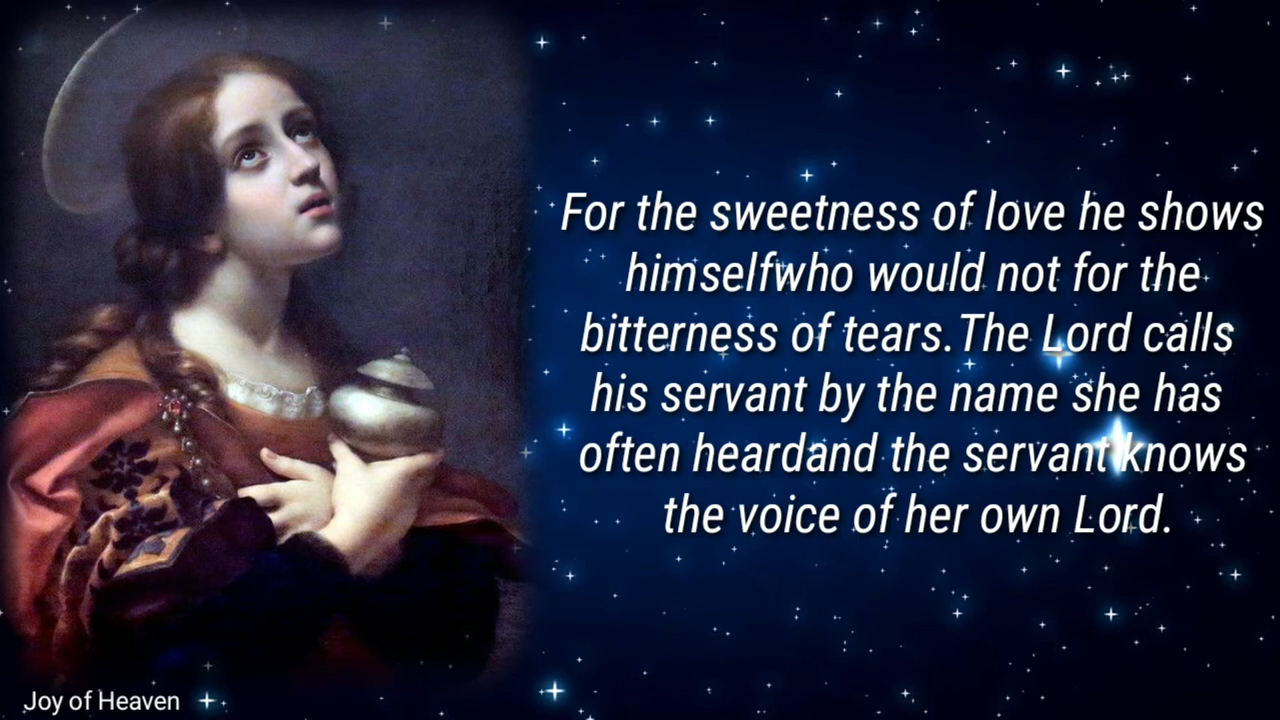 For the sweetness of love he shows
himselfwho would not for the
bitterness of tears.The Lord calls
his servant by the name she has
often heardand the servant knows
the voice of her own Lord.
Joy of Heaven